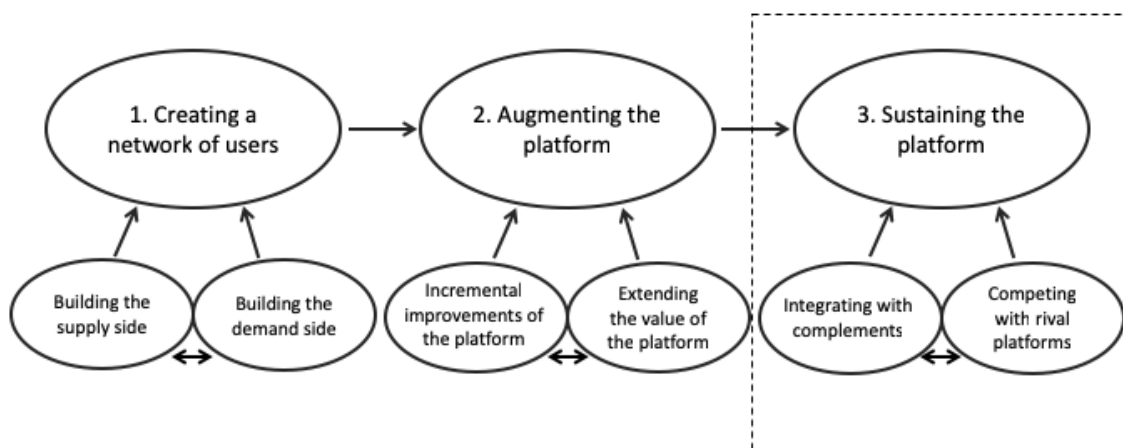 1. Creating a
network of users
2. Augmenting the
platform
3. Sustaining the
platform
Building the
supply side
Building the
demand side
Incremental
improvements of
the platform
Extending
the value of
the platform
Integrating with
complements
Competing
with rival
platforms